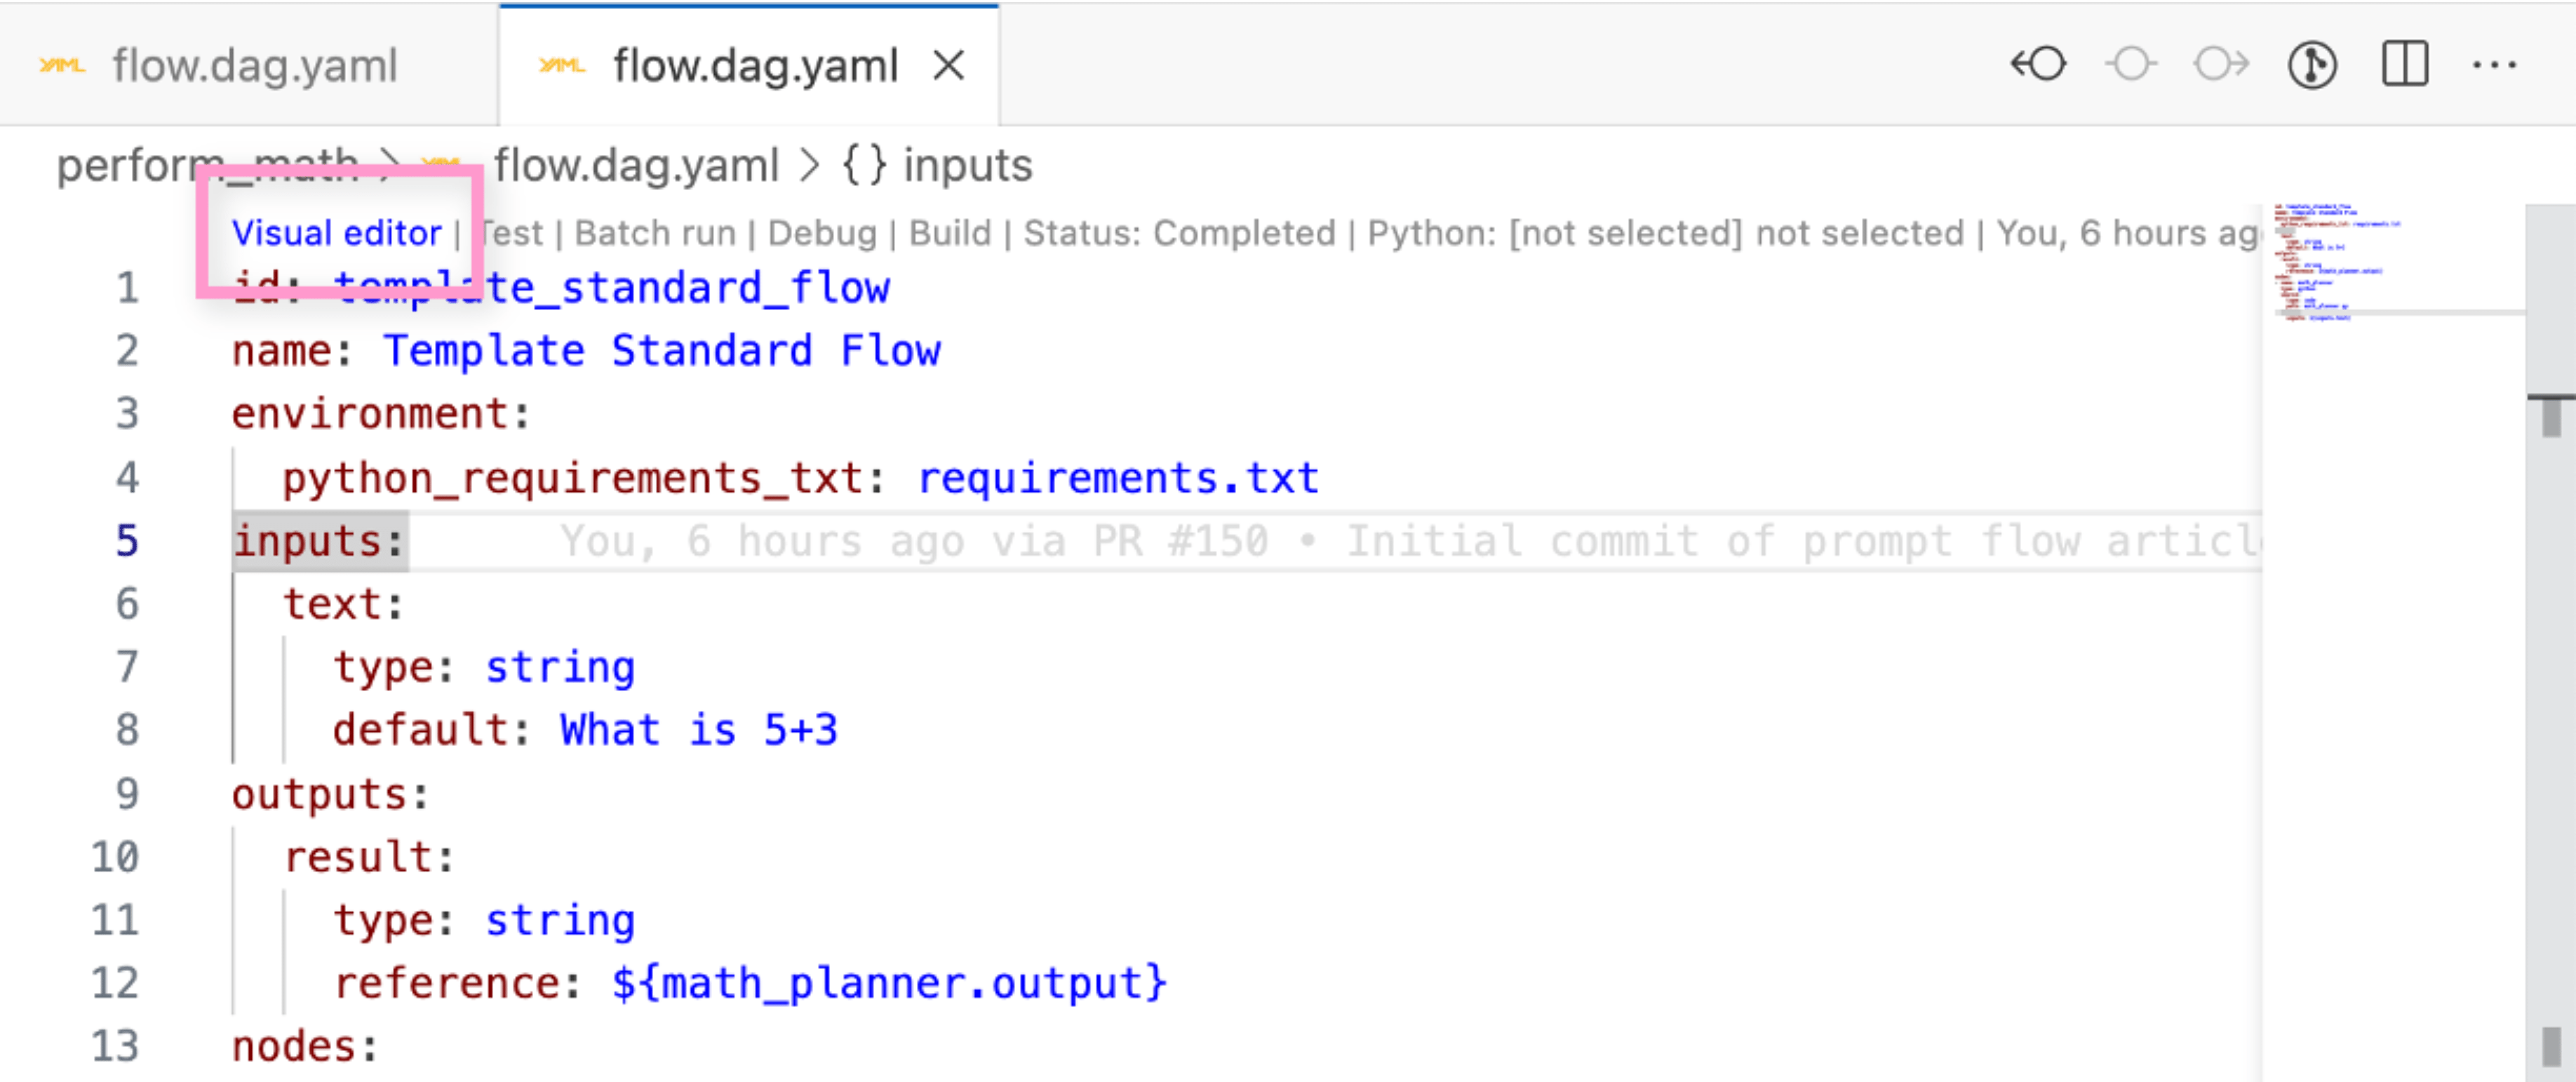 YAML flow.dag.yaml YAML flow.dag.yaml
perform_math > YAML flow.dag.yaml > {} inputs
Visual editor | Test | Batch run | Debug | Build | Status: Completed | Python: [not selected] not selected | You, 6 hours ag
1 id: template_standard_flow
2 name: Template Standard Flow
3 environment:
4 python_requirements_txt: requirements.txt
5 inputs: You, 6 hours ago via PR #150 • Initial commit of prompt flow articl
6 text:
7 type: string
8 default: What is 5+3
9 outputs:
10 result:
11 type: string
12 reference: ${math_planner.output}
13 nodes: